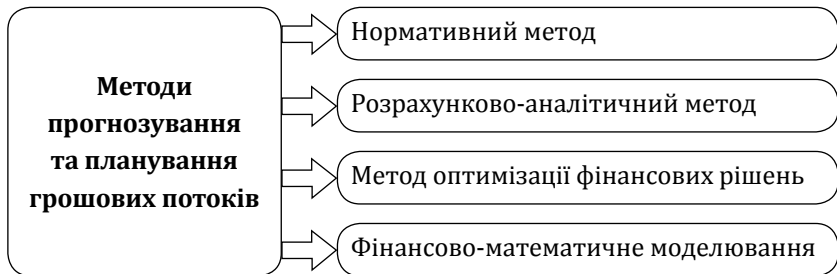 Методи
прогнозування
та планування
грошових потоків
Нормативний метод
Розрахунково-аналітичний метод
Метод оптимізації фінансових рішень
Фінансово-математичне моделювання